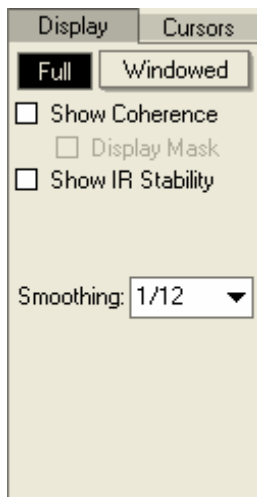 Display Cursors
Full Windowed
Show Coherence
Display Mask
Show IR Stability
Smoothing: 1/12